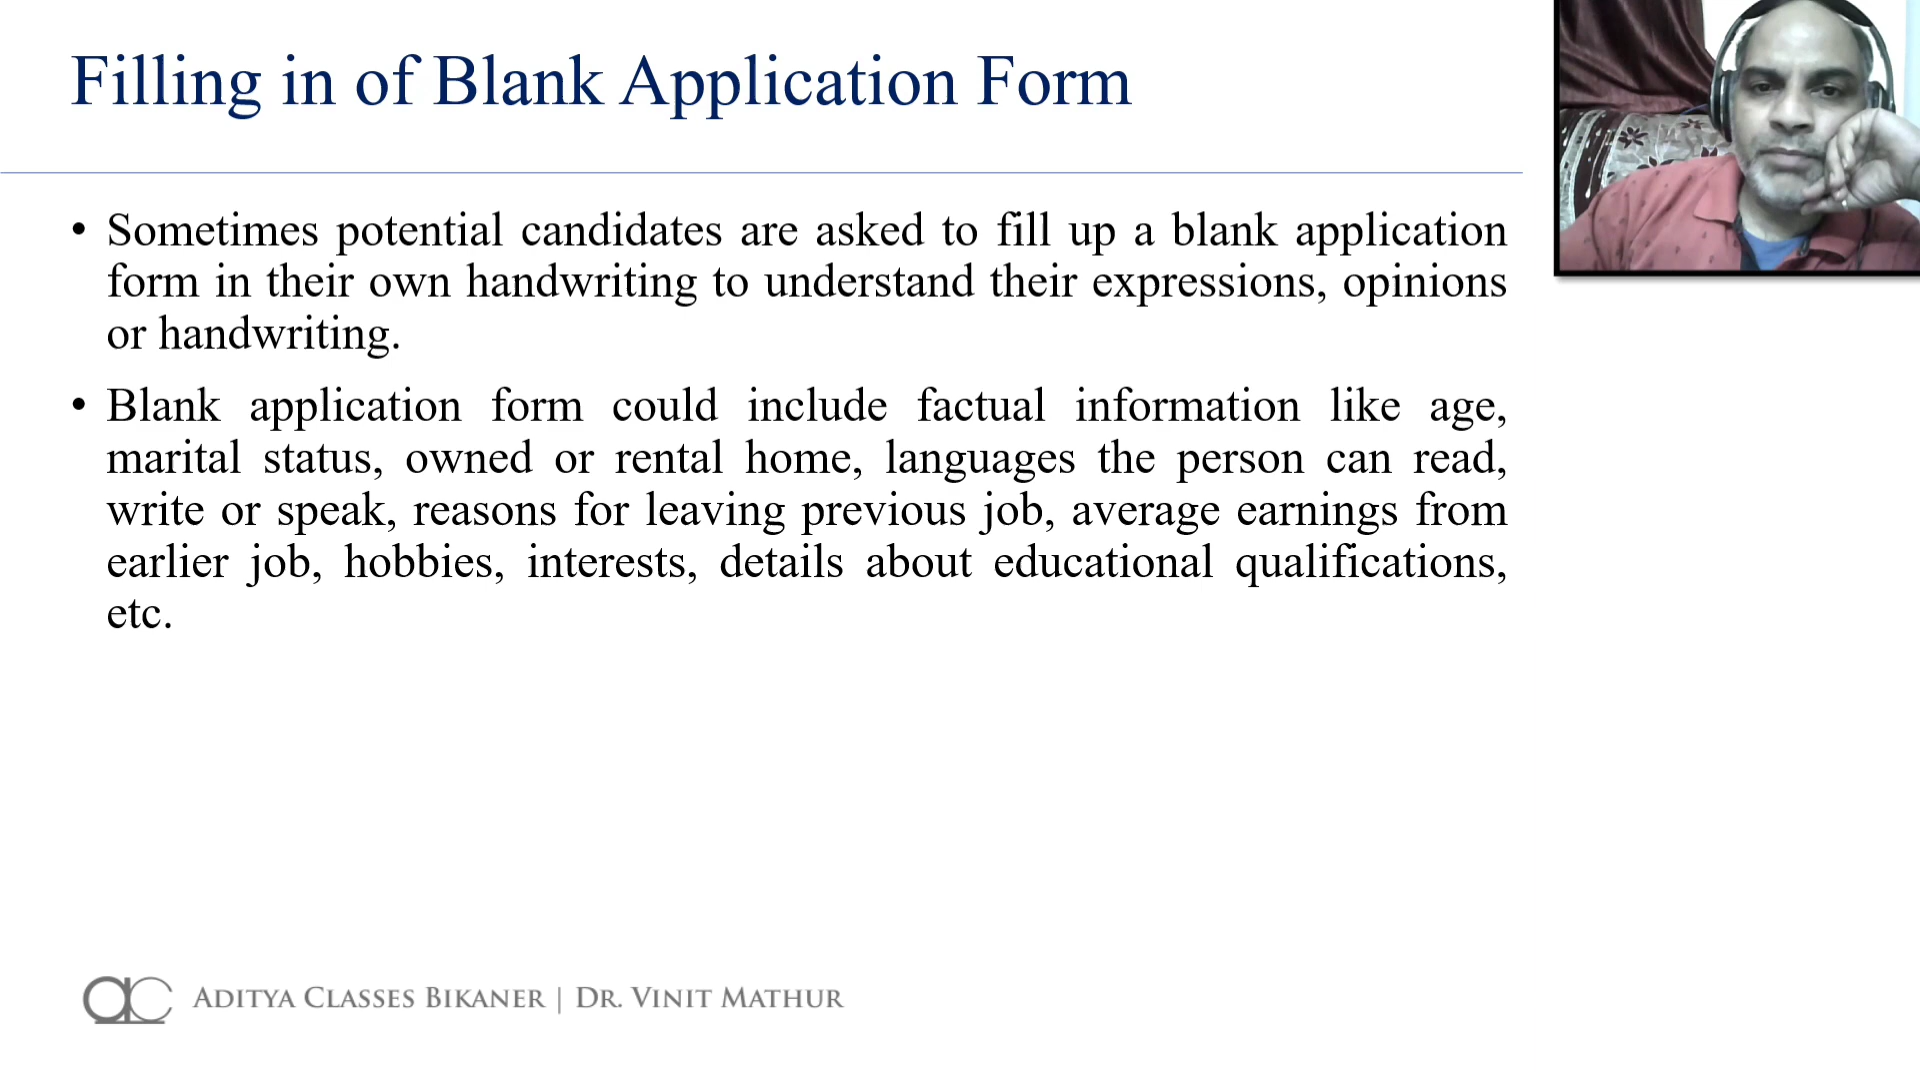 Filling in of Blank Application Form
• Sometimes potential candidates are asked to fill up a blank application
form in their own handwriting to understand their expressions, opinions
or handwriting.
• Blank application form could include factual information like age,
marital status, owned or rental home, languages the person can read,
write or speak, reasons for leaving previous job, average earnings from
earlier job, hobbies, interests, details about educational qualifications,
etc.
ac ADITYA CLASSES BIKANER | DR. VINIT MATHUR